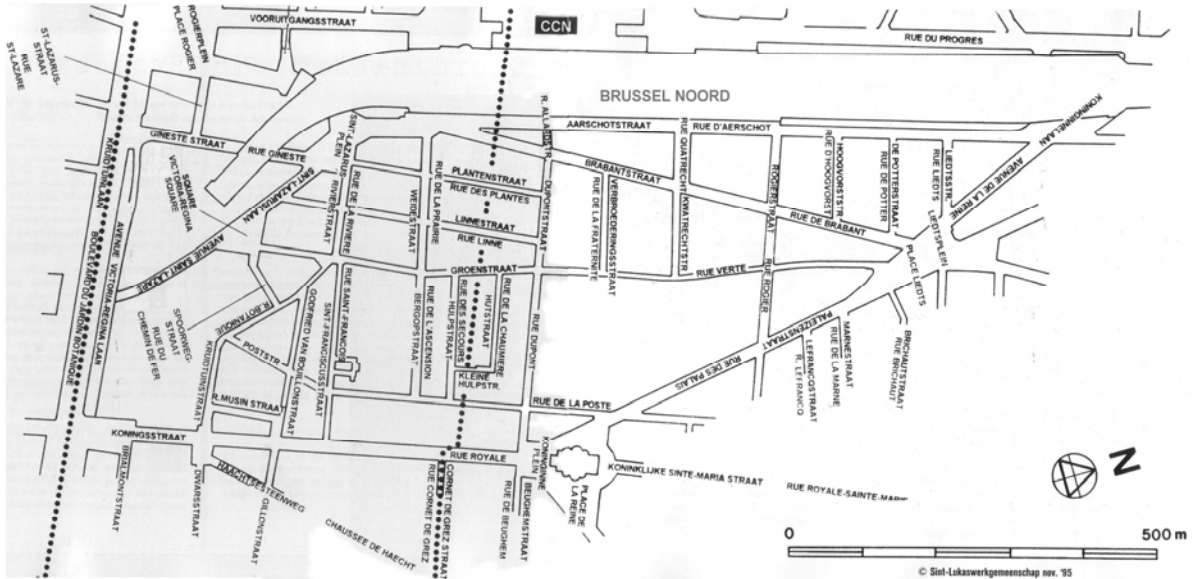 VOORUITGANGSSTRAAT
CCN
RUE DU PROGRES
ROGIERPLEIN
PLACE ROGIER
ST-LAZARUS-
STRAAT
RUE
ST-LAZARE
BRUSSEL NOORD
KONINGINNELAAN
AVENUE DE LA REINE
AARSCHOTSTRAAT
RUE D'AERSCHOT
R. ALLARDSTR.
GINESTE STRAAT
RUE GINESTE
KRUIDTUINLAAN
BOULEVARD DU JARDIN BOTANIQUE
AVENUE VICTORIA-REGINA LAAN
SQUARE
VICTORIA-REGINA
SQUARE
SINT-LAZARUSLAAN
AVENUE SAINT-LAZARE
SINT-LAZARUS-
PLEIN
RIVIERSTRAAT
RUE DE LA RIVIERE
WEIDESTRAAT
RUE DE LA PRAIRIE
PLANTENSTRAAT
RUE DES PLANTES
LINNESTRAAT
RUE LINNE
GROENSTRAAT
RUE VERTE
DUPONTSTRAAT
RUE DUPONT
BRABANTSTRAAT
RUE DE BRABANT
VERBROEDERINGSSTRAAT
RUE DE LA FRATERNITE
RUE QUATRECHT
KWATRECHTSTR.
ROGIERSTRAAT
RUE ROGIER
HOOGVORSTSTR.
RUE D'HOOGVORST
DE POTTERSTRAAT
RUE DE POTTER
LIEDTSSTR.
RUE LIEDTS
LIEDTSPLEIN
PLACE LIEDTS
SPOORWEG-
STRAAT
RUE DU
CHEMIN DE FER
R. BOTANIQUE
KRUIDTUINSTRAAT
POSTSTR.
GODFRIED VAN BOUILLONSTRAAT
RUE SAINT-FRANCOIS
SINT-FRANCISCUSSTRAAT
BERGOPSTRAAT
RUE DE L'ASCENSION
HULPSTRAAT
RUE DES SECOURS
HUTSTRAAT
RUE DE LA CHAUMIERE
KLEINE
HULPSTR.
R. MUSIN STRAAT
RUE DE LA POSTE
PALEIZENSTRAAT
RUE DES PALAIS
LEFRANCQSTRAAT
R. LEFRANCQ
MARNESTRAAT
RUE DE LA MARNE
BRICHAUTSTRAAT
RUE BRICHAUT
KONINGSSTRAAT
RUE ROYALE
KONINGINNE
PLEIN
PLACE DE
LA REINE
KONINKLIJKE SINTE-MARIA STRAAT
RUE ROYALE-SAINTE-MARIE
BRIALMONTSTRAAT
DWARSSTRAAT
HAACHTSESTEENWEG
CHAUSSEE DE HAECHT
GILLONSTRAAT
CORNET DE GREZ STRAAT
RUE CORNET DE GREZ
BEUGHEMSTRAAT
RUE DE BEUGHEM
N
0
500 m
© Sint-Lukaswerkgemeenschap nov. '95